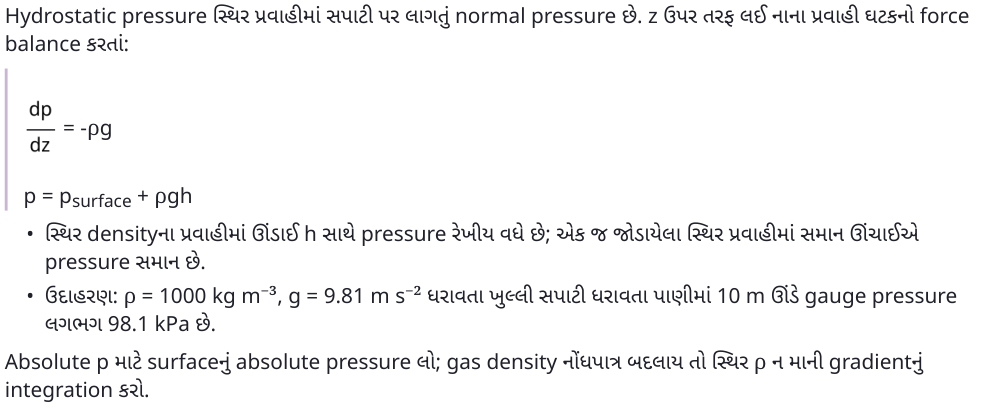 Hydrostatic pressure સ્થિર પ્રવાહીમાં સપાટી પર લાગતું normal pressure છે. z ઉપર તરફ લઈ નાના પ્રવાહી ઘટકનો force
balance કરતાં:
dp
dz
= -ρg
p = p_surface + ρgh
• સ્થિર densityના પ્રવાહીમાં ઊંડાઈ h સાથે pressure રેખીય વધે છે; એક જ જોડાયેલા સ્થિર પ્રવાહીમાં સમાન ઊંચાઈએ
pressure સમાન છે.
• ઉદાહરણ: ρ = 1000 kg m⁻³, g = 9.81 m s⁻² ધરાવતા ખુલ્લી સપાટી ધરાવતા પાણીમાં 10 m ઊંડે gauge pressure
લગભગ 98.1 kPa છે.
Absolute p માટે surfaceનું absolute pressure લો; gas density નોંધપાત્ર બદલાય તો સ્થિર ρ ન માની gradientનું
integration કરો.